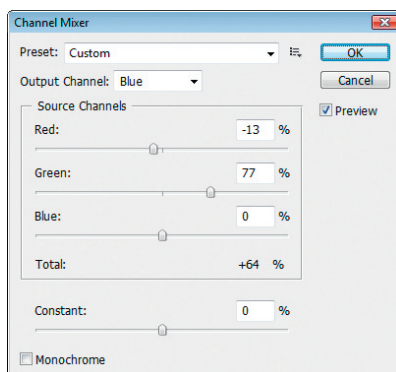 Channel Mixer
Preset: Custom
OK
Output Channel: Blue
Cancel
Preview
Source Channels
Red: -13 %
Green: 77 %
Blue: 0 %
Total: +64 %
Constant: 0 %
Monochrome